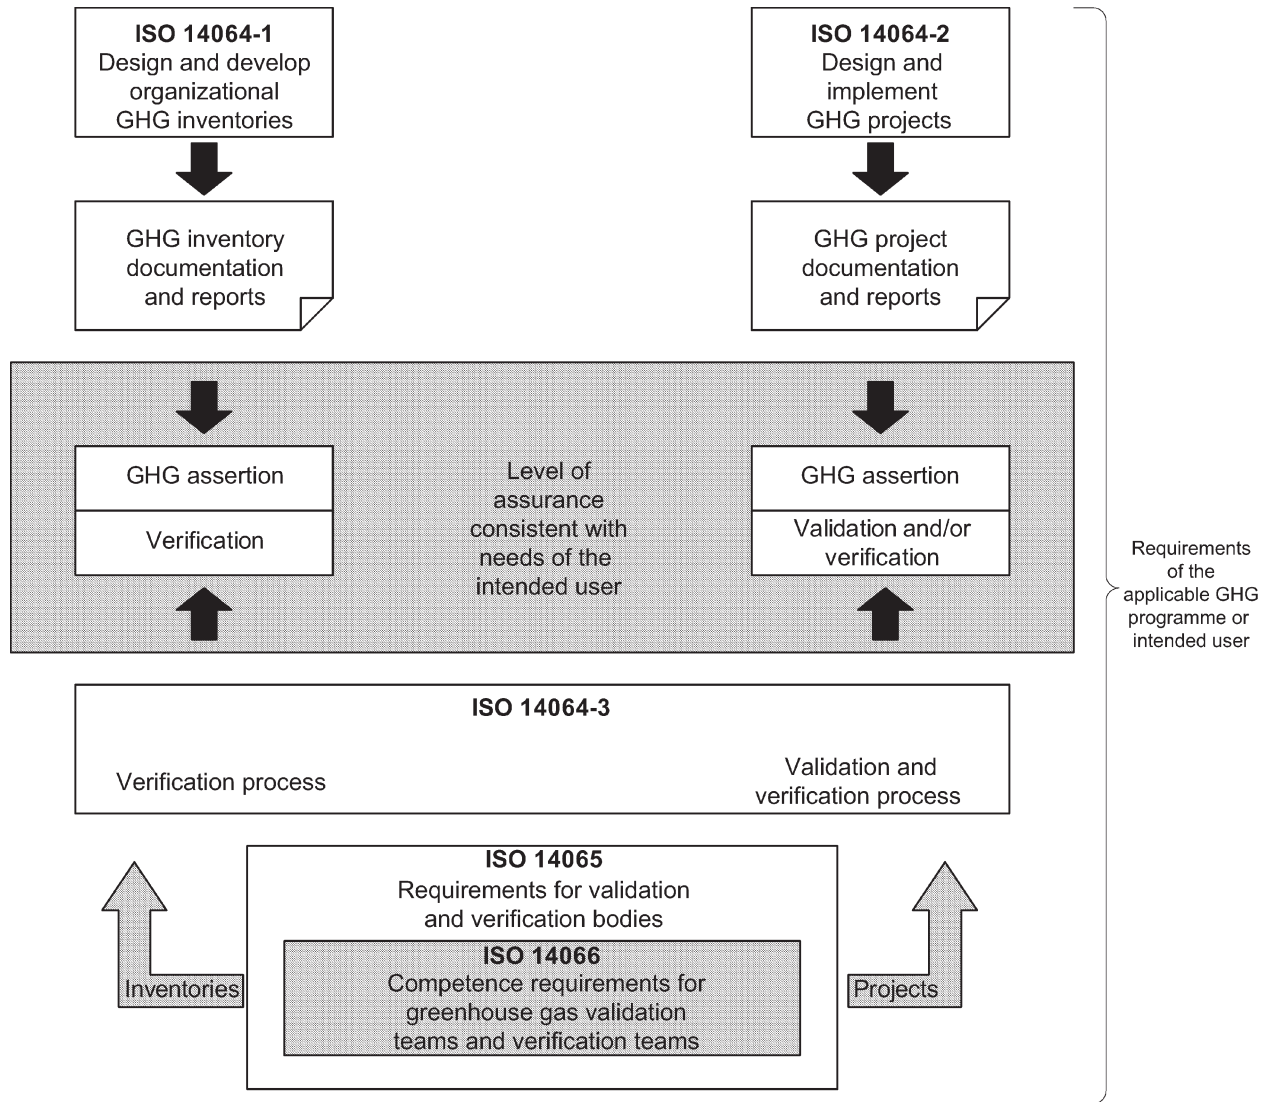 ISO 14064-1
Design and develop
organizational
GHG inventories
ISO 14064-2
Design and
implement
GHG projects
GHG inventory
documentation
and reports
GHG project
documentation
and reports
GHG assertion
Verification
Level of
assurance
consistent with
needs of the
intended user
GHG assertion
Validation and/or
verification
Requirements
of the
applicable GHG
programme or
intended user
ISO 14064-3
Verification process
Validation and
verification process
ISO 14065
Requirements for validation
and verification bodies
ISO 14066
Competence requirements for
greenhouse gas validation
teams and verification teams
Inventories
Projects